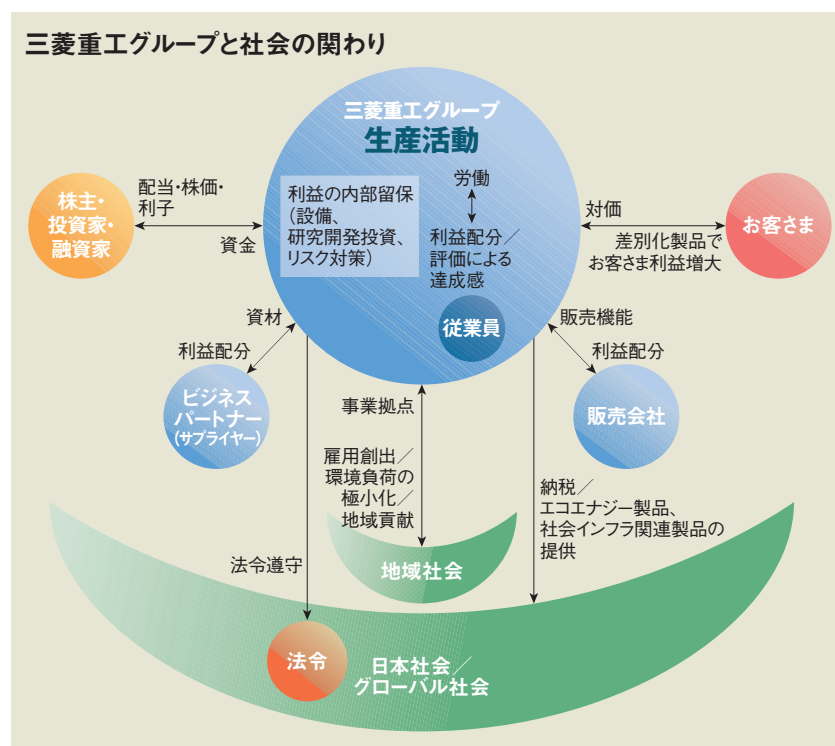 三菱重工グループと社会の関わり
三菱重工グループ
生産活動
株主・
投資家・
融資家
配当・株価・
利子
資金
利益の内部留保
(設備、
研究開発投資、
リスク対策)
労働
利益配分/
評価による
達成感
従業員
対価
差別化製品で
お客さま利益増大
お客さま
資材
利益配分
ビジネス
パートナー
(サプライヤー)
販売機能
利益配分
販売会社
事業拠点
雇用創出/
環境負荷の
極小化/
地域貢献
地域社会
納税/
エコエナジー製品、
社会インフラ関連製品の
提供
法令遵守
法令
日本社会/
グローバル社会